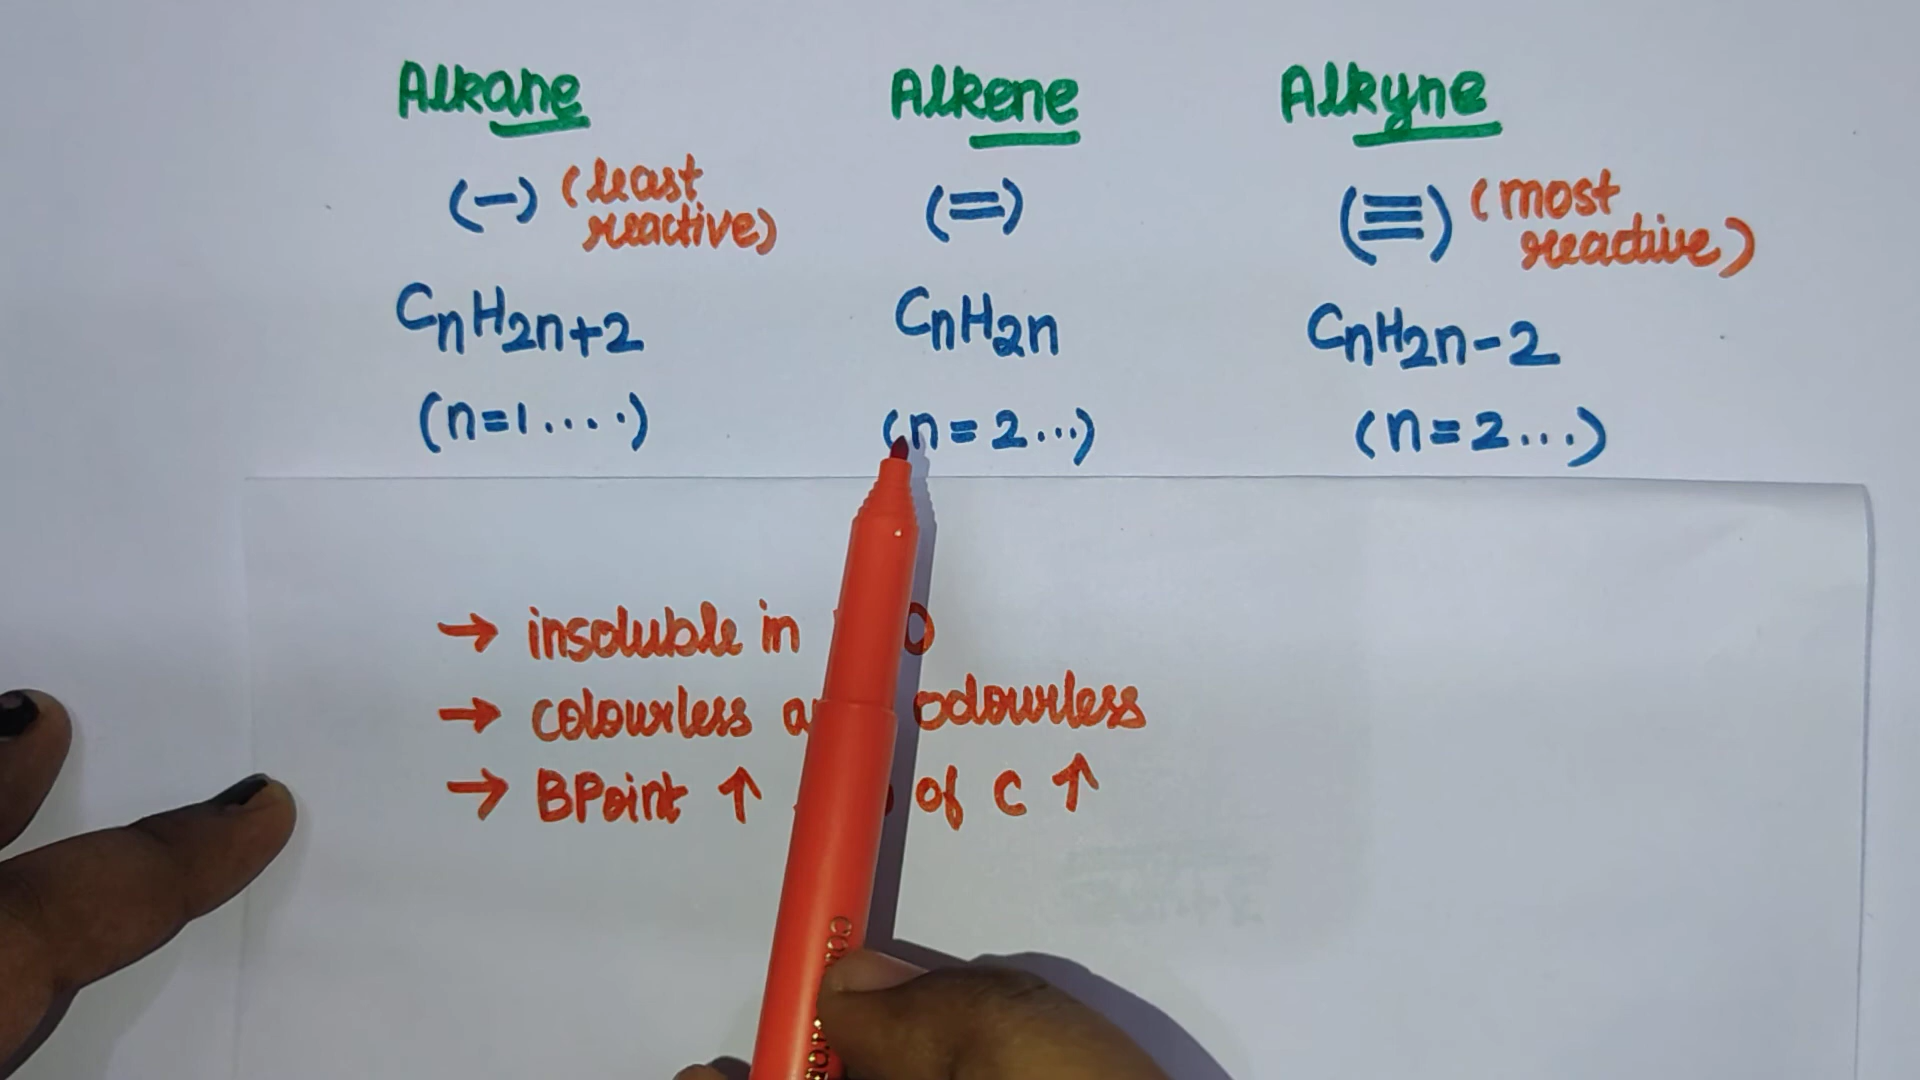 Alkane Alkene Alkyne
(-) (least reactive) (=) (≡) (most reactive)
CnH2n+2 CnH2n CnH2n-2
(n=1....) (n=2...) (n=2...)
→ insoluble in O
→ colourless a odourless
→ BPoint ↑ of C ↑